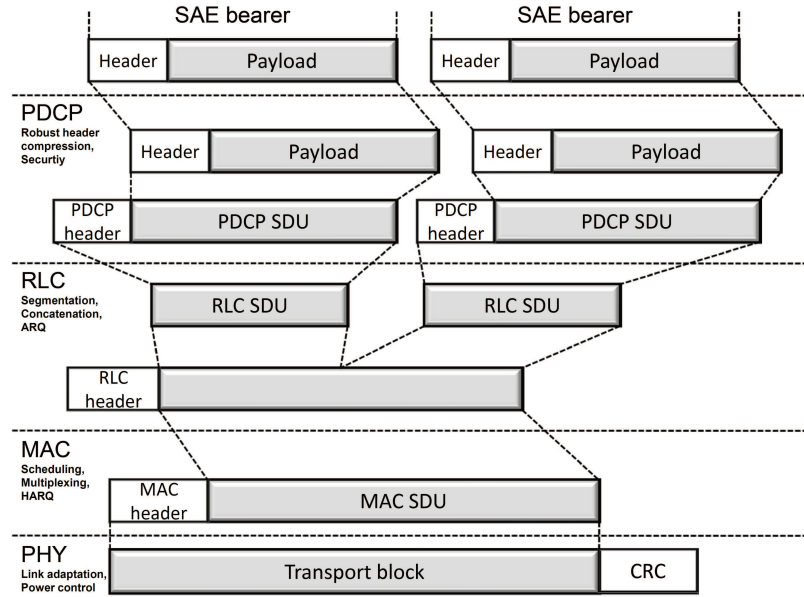 SAE bearer
SAE bearer
Header
Payload
Header
Payload
PDCP
Robust header
compression,
Securtiy
Header
Payload
Header
Payload
PDCP
header
PDCP SDU
PDCP
header
PDCP SDU
RLC
Segmentation,
Concatenation,
ARQ
RLC SDU
RLC SDU
RLC
header
MAC
Scheduling,
Multiplexing,
HARQ
MAC
header
MAC SDU
PHY
Link adaptation,
Power control
Transport block
CRC